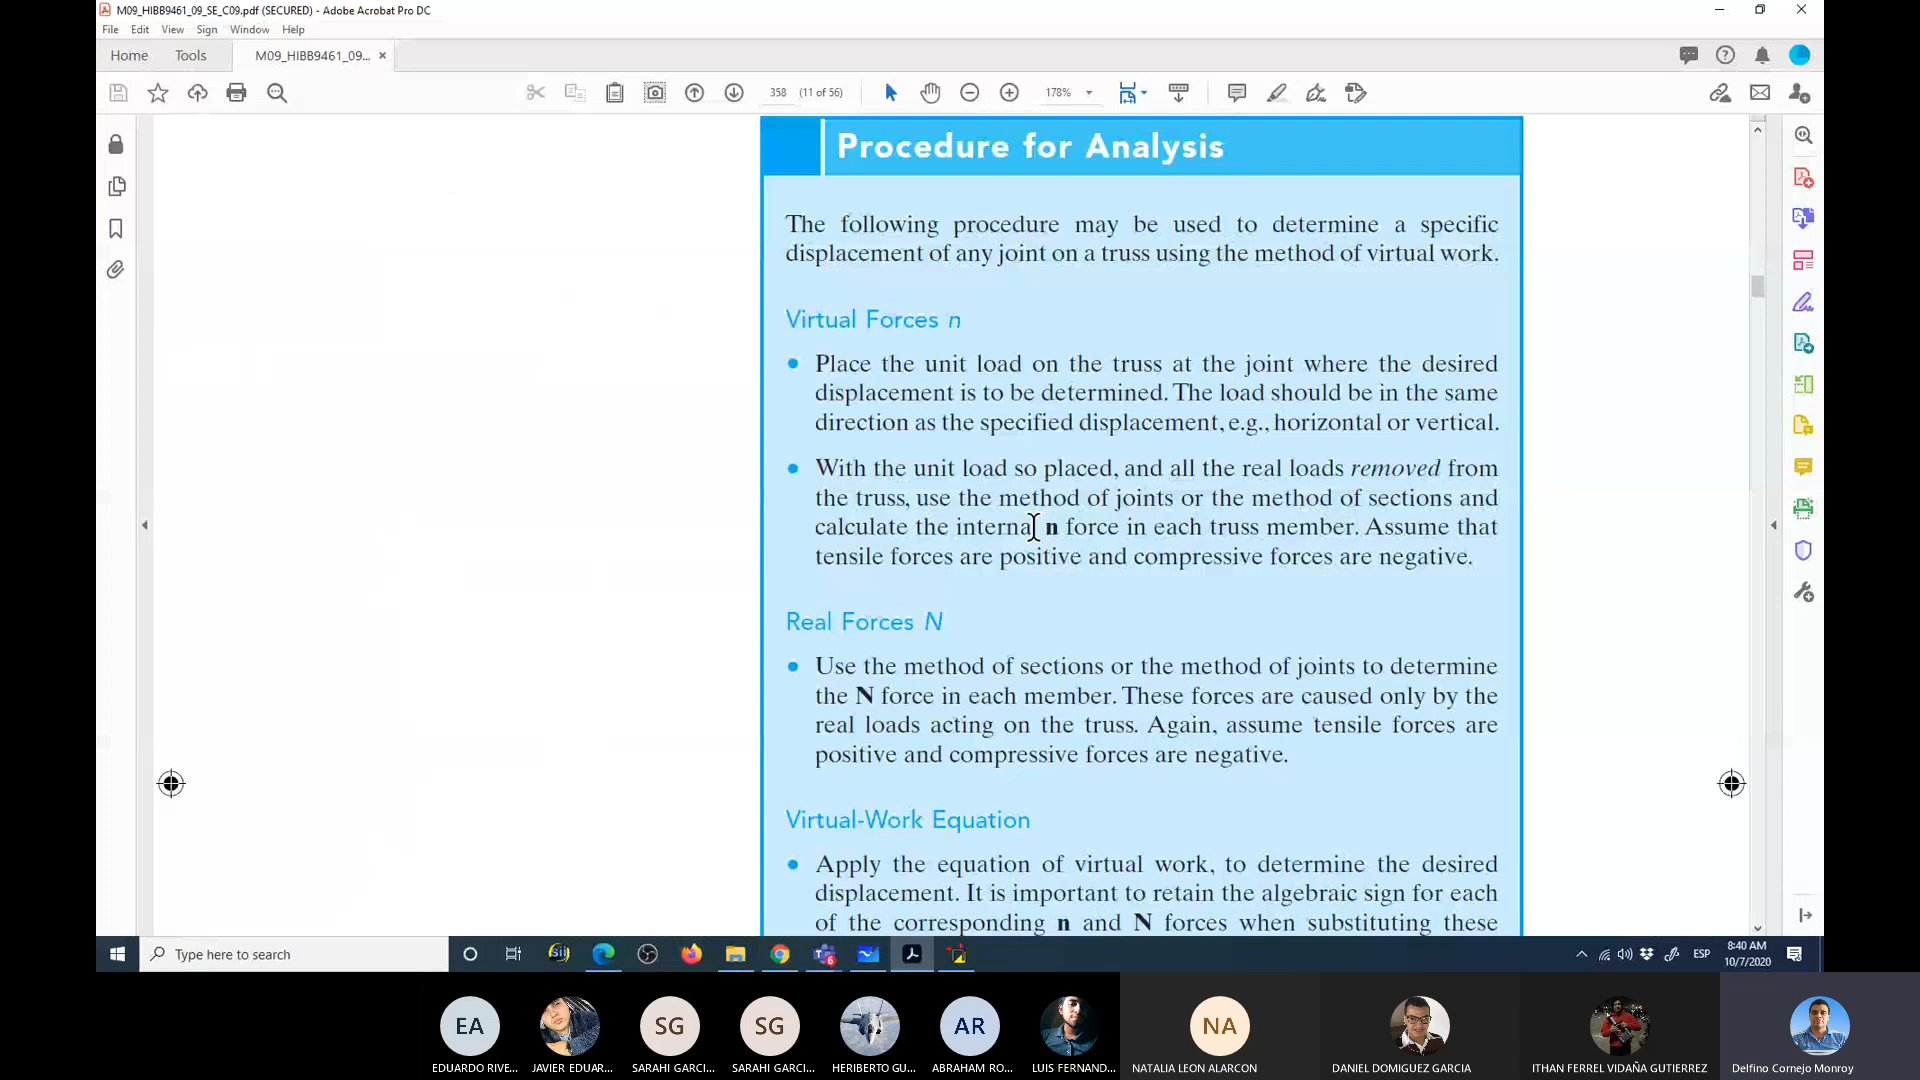 M09_HIBB9461_09_SE_C09.pdf (SECURED) - Adobe Acrobat Pro DC
File Edit View Sign Window Help
Home Tools M09_HIBB9461_09... ×
358 (11 of 56) 178%
Procedure for Analysis
The following procedure may be used to determine a specific
displacement of any joint on a truss using the method of virtual work.
Virtual Forces n
• Place the unit load on the truss at the joint where the desired
displacement is to be determined. The load should be in the same
direction as the specified displacement, e.g., horizontal or vertical.
• With the unit load so placed, and all the real loads removed from
the truss, use the method of joints or the method of sections and
calculate the internal n force in each truss member. Assume that
tensile forces are positive and compressive forces are negative.
Real Forces N
• Use the method of sections or the method of joints to determine
the N force in each member. These forces are caused only by the
real loads acting on the truss. Again, assume tensile forces are
positive and compressive forces are negative.
Virtual-Work Equation
• Apply the equation of virtual work, to determine the desired
displacement. It is important to retain the algebraic sign for each
of the corresponding n and N forces when substituting these
Type here to search
ESP
8:40 AM
10/7/2020
EA SG SG AR NA
EDUARDO RIVE... JAVIER EDUAR... SARAHI GARCI... SARAHI GARCI... HERIBERTO GU... ABRAHAM RO... LUIS FERNAND... NATALIA LEON ALARCON DANIEL DOMIGUEZ GARCIA ITHAN FERREL VIDAÑA GUTIERREZ Delfino Cornejo Monroy